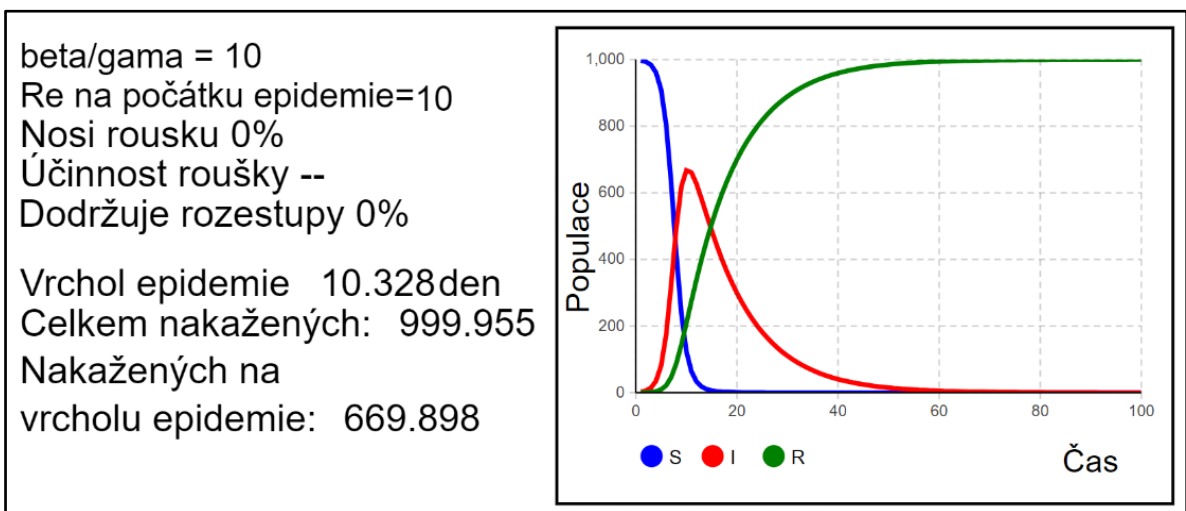 beta/gama = 10
Re na počátku epidemie=10
Nosi rousku 0%
Účinnost roušky --
Dodržuje rozestupy 0%
Vrchol epidemie 10.328den
Celkem nakažených: 999.955
Nakažených na
vrcholu epidemie: 669.898
Populace
1,000
800
600
400
200
0
0 20 40 60 80 100
S I R
Čas